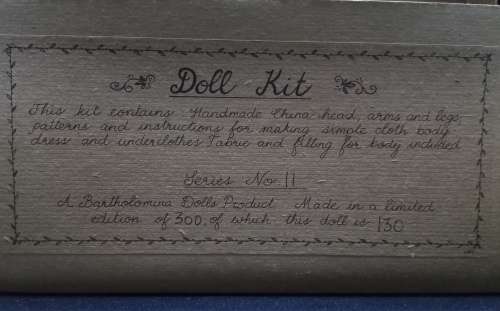 Doll Kit
This kit contains Handmade China head, arms and legs,
patterns and instructions for making simple cloth body
dress and underclothes Fabric and filling for body included
Series No 11
A Bartholomina Dolls Product Made in a limited
edition of 300, of which this doll is 130